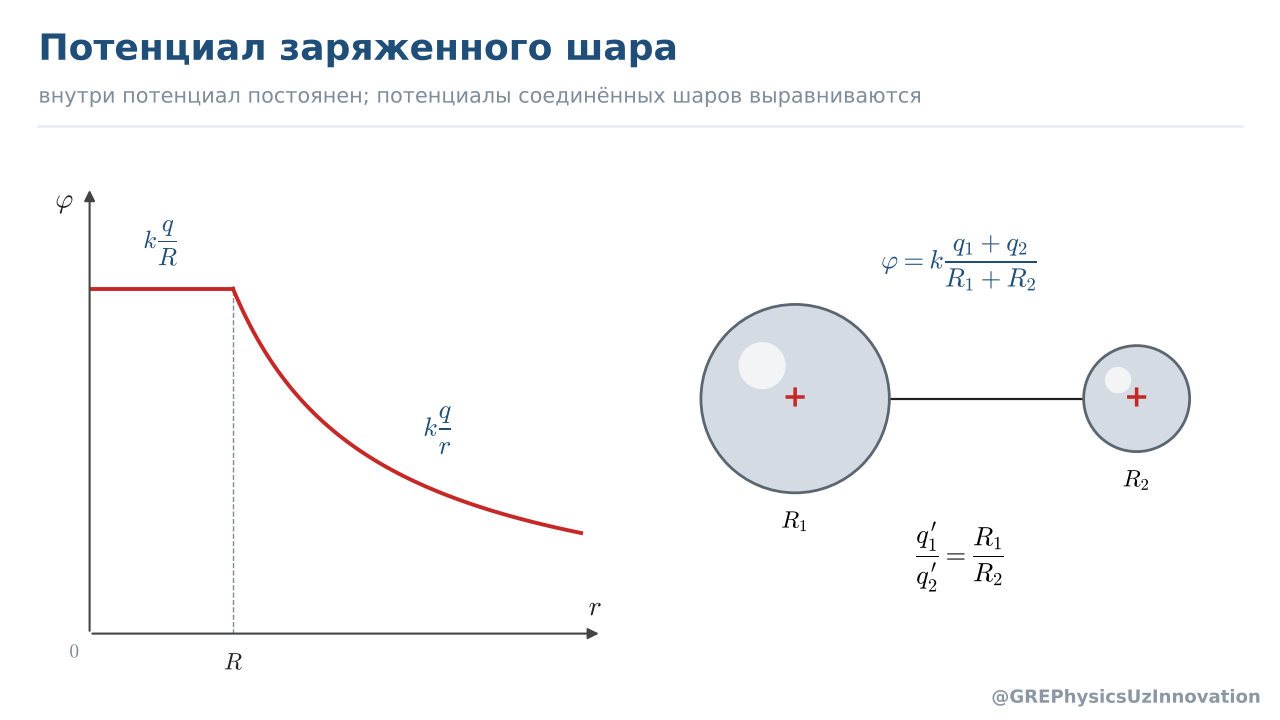 Потенциал заряженного шара
внутри потенциал постоянен; потенциалы соединённых шаров выравниваются
φ
k q/R
k q/r
r
0
R
φ = k (q₁ + q₂)/(R₁ + R₂)
+
+
R₁
R₂
q₁′/q₂′ = R₁/R₂
@GREPhysicsUzInnovation